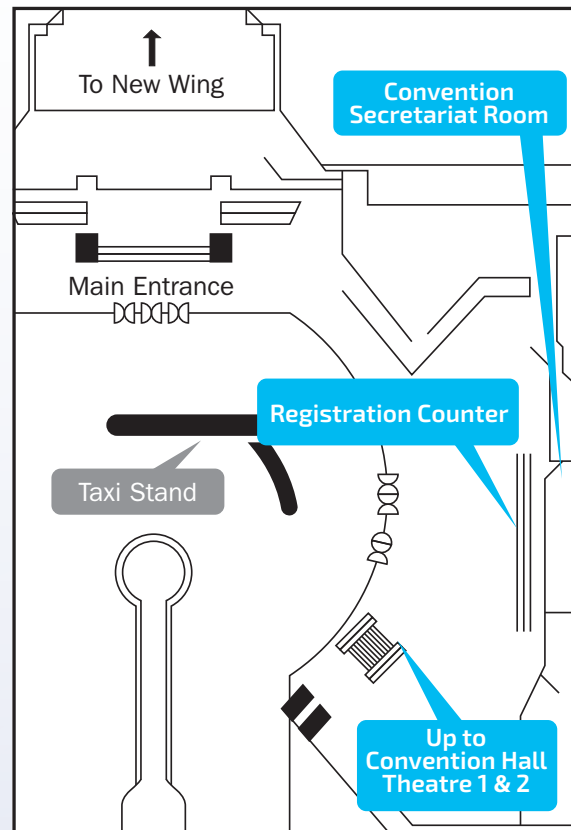 To New Wing
Convention
Secretariat Room
Main Entrance
Registration Counter
Taxi Stand
Up to
Convention Hall
Theatre 1 & 2